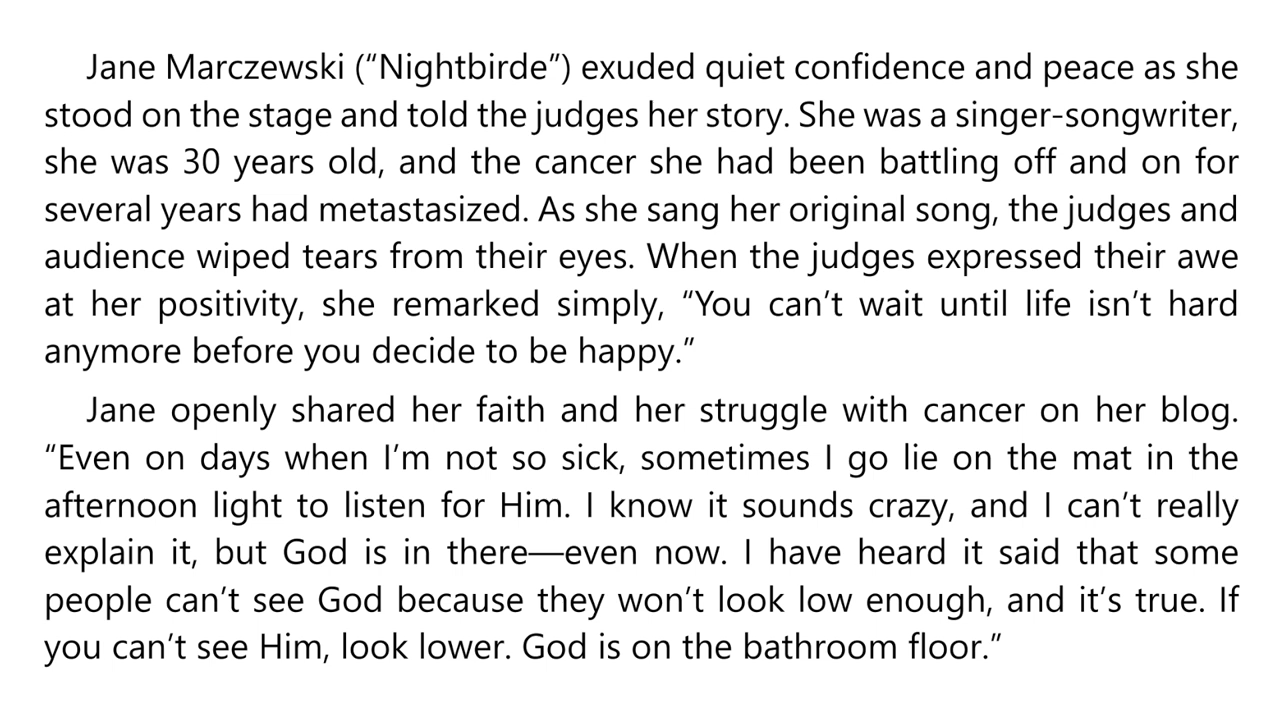 Jane Marczewski (“Nightbirde”) exuded quiet confidence and peace as she
stood on the stage and told the judges her story. She was a singer-songwriter,
she was 30 years old, and the cancer she had been battling off and on for
several years had metastasized. As she sang her original song, the judges and
audience wiped tears from their eyes. When the judges expressed their awe
at her positivity, she remarked simply, “You can’t wait until life isn’t hard
anymore before you decide to be happy.”
Jane openly shared her faith and her struggle with cancer on her blog.
“Even on days when I’m not so sick, sometimes I go lie on the mat in the
afternoon light to listen for Him. I know it sounds crazy, and I can’t really
explain it, but God is in there—even now. I have heard it said that some
people can’t see God because they won’t look low enough, and it’s true. If
you can’t see Him, look lower. God is on the bathroom floor.”